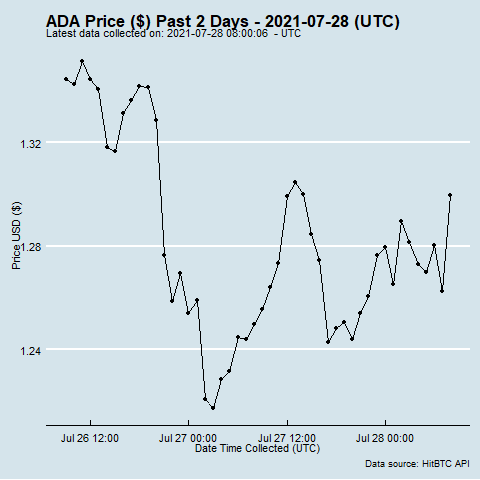 ADA Price ($) Past 2 Days - 2021-07-28 (UTC)
Latest data collected on: 2021-07-28 08:00:06 - UTC
1.32
1.28
1.24
Price USD ($)
Jul 26 12:00 Jul 27 00:00 Jul 27 12:00 Jul 28 00:00
Date Time Collected (UTC)
Data source: HitBTC API